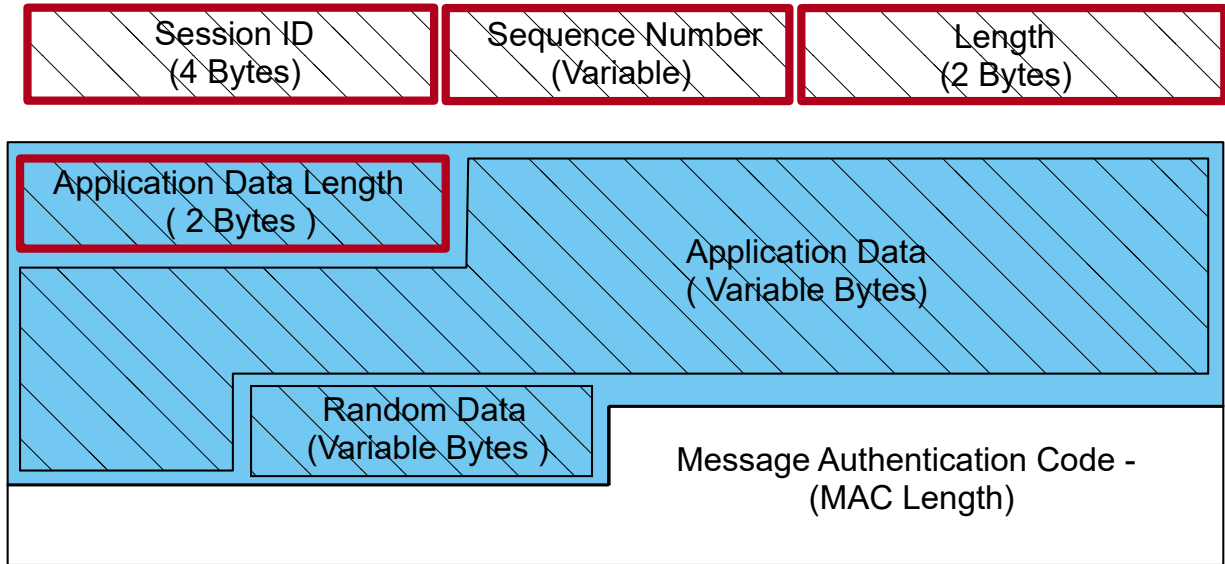 Session ID
(4 Bytes)
Sequence Number
(Variable)
Length
(2 Bytes)
Application Data Length
( 2 Bytes )
Application Data
( Variable Bytes)
Random Data
(Variable Bytes )
Message Authentication Code -
(MAC Length)